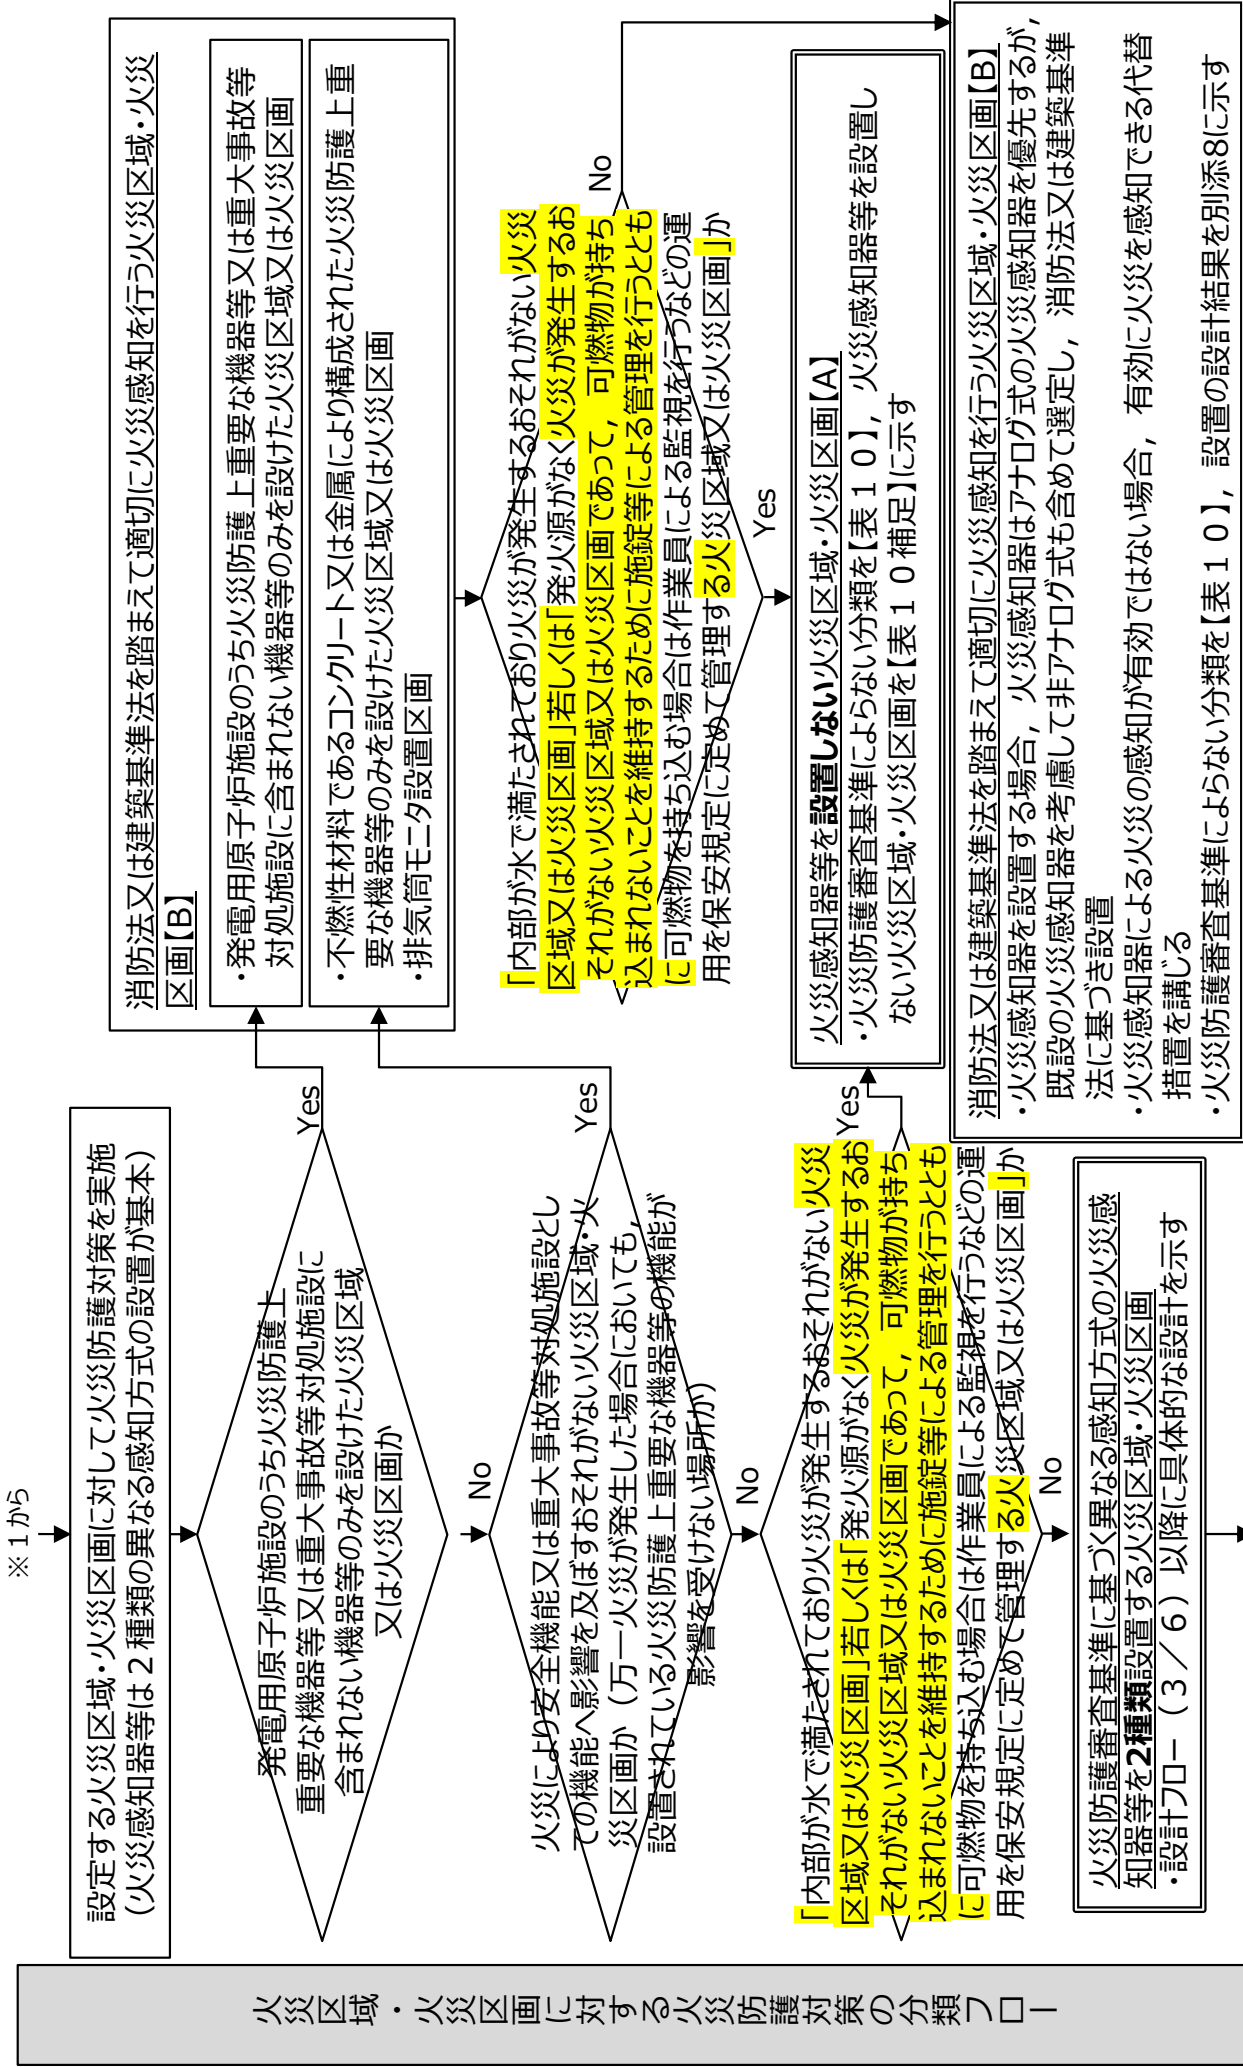 火災区域・火災区画に対する火災防護対策の分類フロー
※１から
設定する火災区域・火災区画に対して火災防護対策を実施
（火災感知器等は２種類の異なる感知方式の設置が基本）
発電用原子炉施設のうち火災防護上
重要な機器等又は重大事故等対処施設に
含まれない機器等のみを設けた火災区域
又は火災区画か
Yes
No
火災により安全機能又は重大事故等対処施設とし
ての機能へ影響を及ぼすおそれがない火災区域・火
災区画か（万一火災が発生した場合においても，
設置されている火災防護上重要な機器等の機能が
影響を受けない場所か）
Yes
No
「内部が水で満たされており火災が発生するおそれがない火災
区域又は火災区画」若しくは「発火源がなく火災が発生するお
それがない火災区域又は火災区画であって，可燃物が持ち
込まれないことを維持するために施錠等による管理を行うととも
に可燃物を持ち込む場合は作業員による監視を行うなどの運
用を保安規定に定めて管理する火災区域又は火災区画」か
Yes
No
火災防護審査基準に基づく異なる感知方式の火災感
知器等を2種類設置する火災区域・火災区画
・設計フロー（３／６）以降に具体的な設計を示す
消防法又は建築基準法を踏まえて適切に火災感知を行う火災区域・火災
区画【B】
・発電用原子炉施設のうち火災防護上重要な機器等又は重大事故等
対処施設に含まれない機器等のみを設けた火災区域又は火災区画
・不燃性材料であるコンクリート又は金属により構成された火災防護上重
要な機器等のみを設けた火災区域又は火災区画
・排気筒モニタ設置区画
「内部が水で満たされており火災が発生するおそれがない火災
区域又は火災区画」若しくは「発火源がなく火災が発生するお
それがない火災区域又は火災区画であって，可燃物が持ち
込まれないことを維持するために施錠等による管理を行うととも
に可燃物を持ち込む場合は作業員による監視を行うなどの運
用を保安規定に定めて管理する火災区域又は火災区画」か
No
Yes
火災感知器等を設置しない火災区域・火災区画【A】
・火災防護審査基準によらない分類を【表１０】，火災感知器等を設置し
ない火災区域・火災区画を【表１０補足】に示す
消防法又は建築基準法を踏まえて適切に火災感知を行う火災区域・火災区画【B】
・火災感知器を設置する場合，火災感知器はアナログ式の火災感知器を優先するが，
既設の火災感知器を考慮して非アナログ式も含めて選定し，消防法又は建築基準
法に基づき設置
・火災感知器による火災の感知が有効ではない場合，有効に火災を感知できる代替
措置を講じる
・火災防護審査基準によらない分類を【表１０】，設置の設計結果を別添8に示す